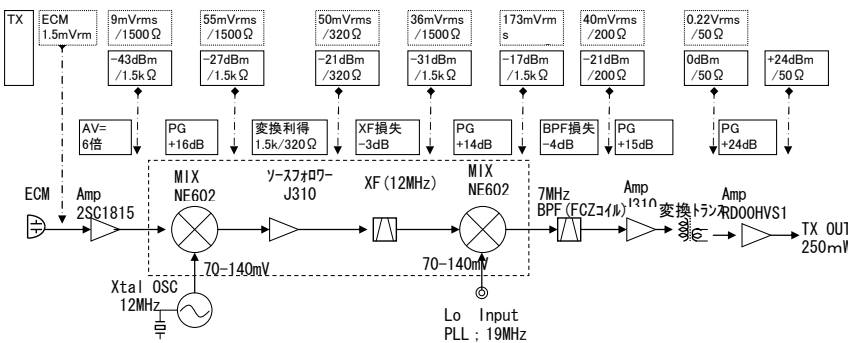 TX
ECM
1.5mVrm
9mVrms
/1500Ω
55mVrms
/1500Ω
50mVrms
/320Ω
36mVrms
/1500Ω
173mVrm
s
40mVrms
/200Ω
0.22Vrms
/50Ω
-43dBm
/1.5kΩ
-27dBm
/1.5kΩ
-21dBm
/320Ω
-31dBm
/1.5kΩ
-17dBm
/1.5kΩ
-21dBm
/200Ω
0dBm
/50Ω
+24dBm
/50Ω
AV=
6倍
PG
+16dB
変換利得
1.5k/320Ω
XF損失
-3dB
PG
+14dB
BPF損失
-4dB
PG
+15dB
PG
+24dB
ECM
Amp
2SC1815
MIX
NE602
ソースフォロワー
J310
XF(12MHz)
MIX
NE602
7MHz
BPF(FCZコイル)
Amp
J310
変換トランス
Amp
RD00HVS1
TX OUT
250mW
70-140mV
70-140mV
Xtal OSC
12MHz
Lo Input
PLL；19MHz